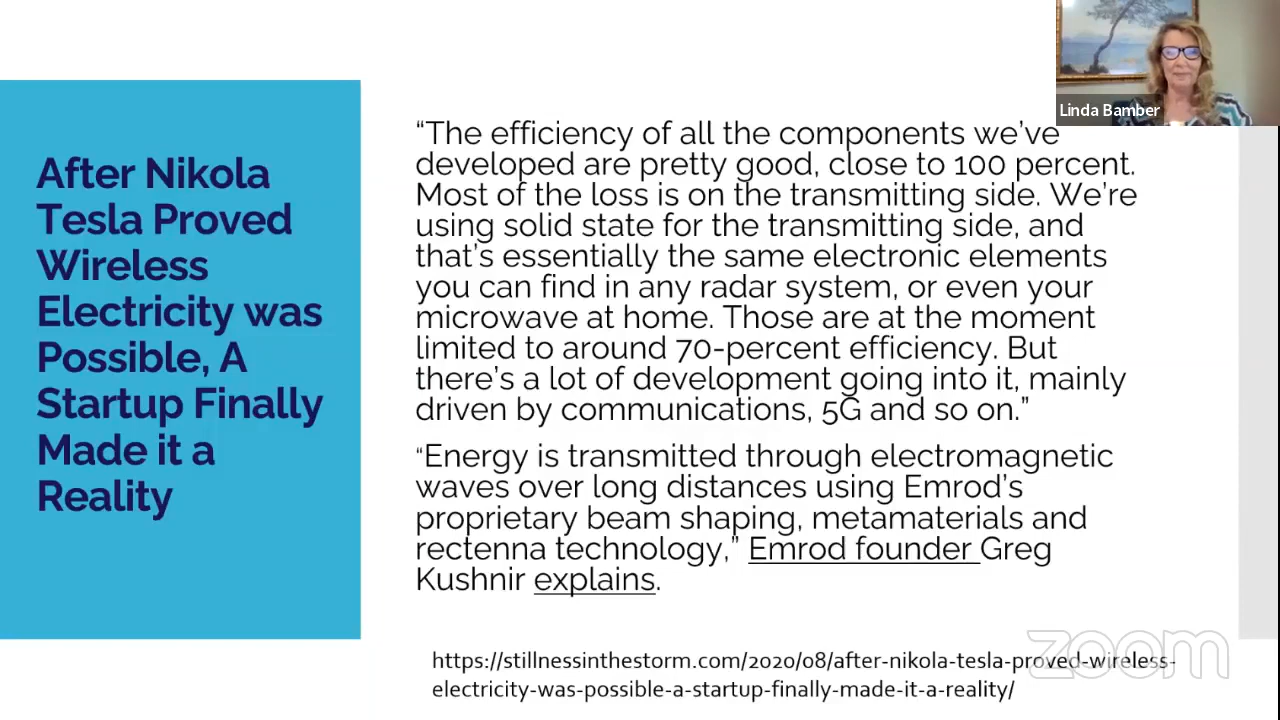 After Nikola
Tesla Proved
Wireless
Electricity was
Possible, A
Startup Finally
Made it a
Reality
“The efficiency of all the components we’ve
developed are pretty good, close to 100 percent.
Most of the loss is on the transmitting side. We’re
using solid state for the transmitting side, and
that’s essentially the same electronic elements
you can find in any radar system, or even your
microwave at home. Those are at the moment
limited to around 70-percent efficiency. But
there’s a lot of development going into it, mainly
driven by communications, 5G and so on.”
“Energy is transmitted through electromagnetic
waves over long distances using Emrod’s
proprietary beam shaping, metamaterials and
rectenna technology,” Emrod founder Greg
Kushnir explains.
https://stillnessinthestorm.com/2020/08/after-nikola-tesla-proved-wireless-
electricity-was-possible-a-startup-finally-made-it-a-reality/
Linda Bamber
zoom